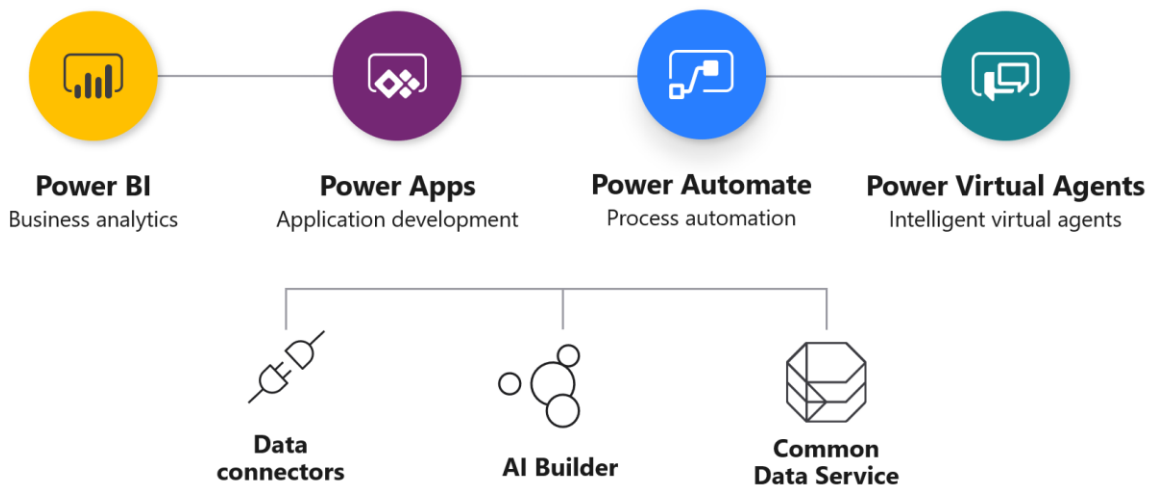 Power BI
Business analytics
Power Apps
Application development
Power Automate
Process automation
Power Virtual Agents
Intelligent virtual agents
Data
connectors
AI Builder
Common
Data Service